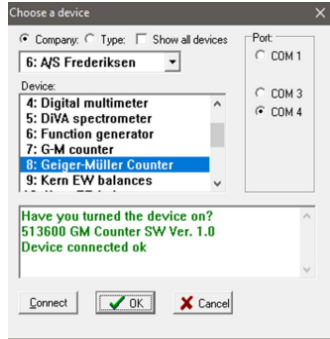 Choose a device
Company: Type: Show all devices
6: A/S Frederiksen
Device:
4: Digital multimeter
5: DiVA spectrometer
6: Function generator
7: G-M counter
8: Geiger-Müller Counter
9: Kern EW balances
Port:
COM 1
COM 3
COM 4
Have you turned the device on?
513600 GM Counter SW Ver. 1.0
Device connected ok
Connect
OK
Cancel